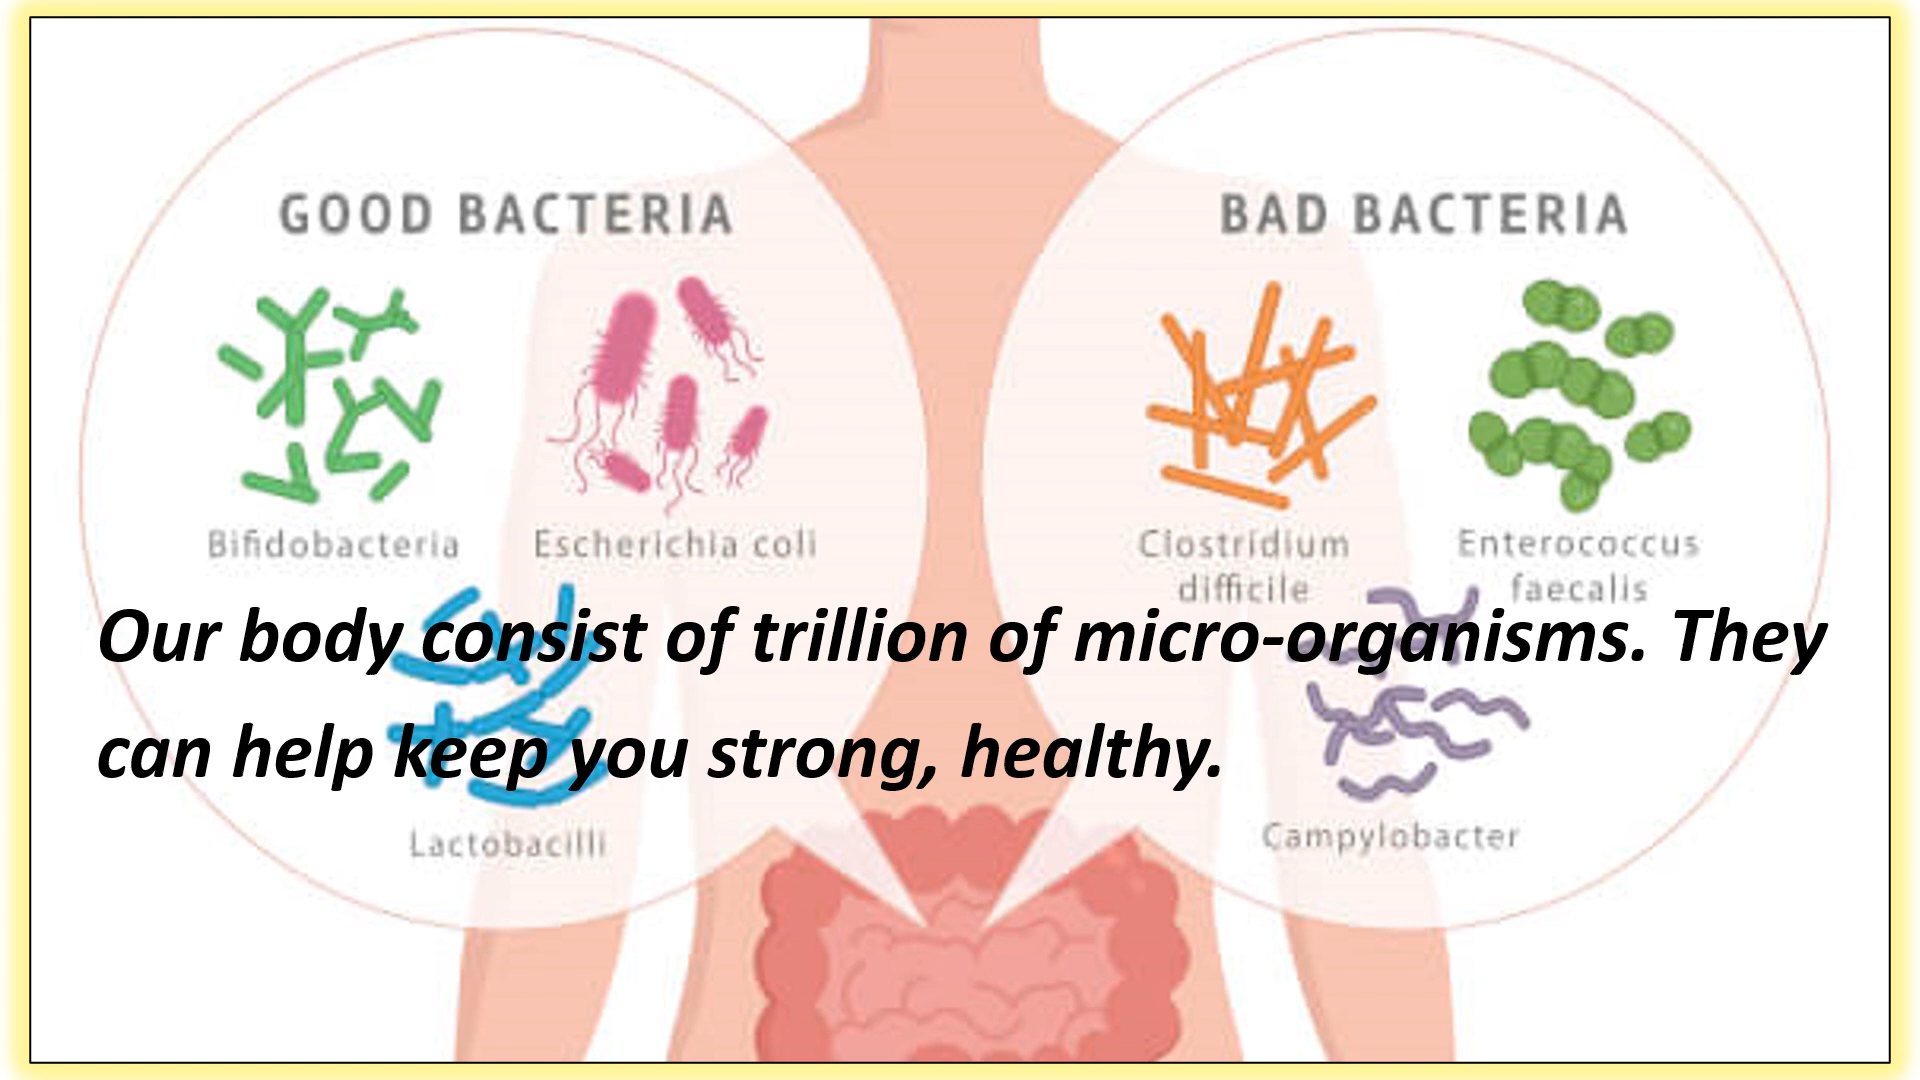 GOOD BACTERIA
Bifidobacteria
Escherichia coli
Lactobacilli
BAD BACTERIA
Clostridium
difficile
Enterococcus
faecalis
Campylobacter
Our body consist of trillion of micro-organisms. They
can help keep you strong, healthy.